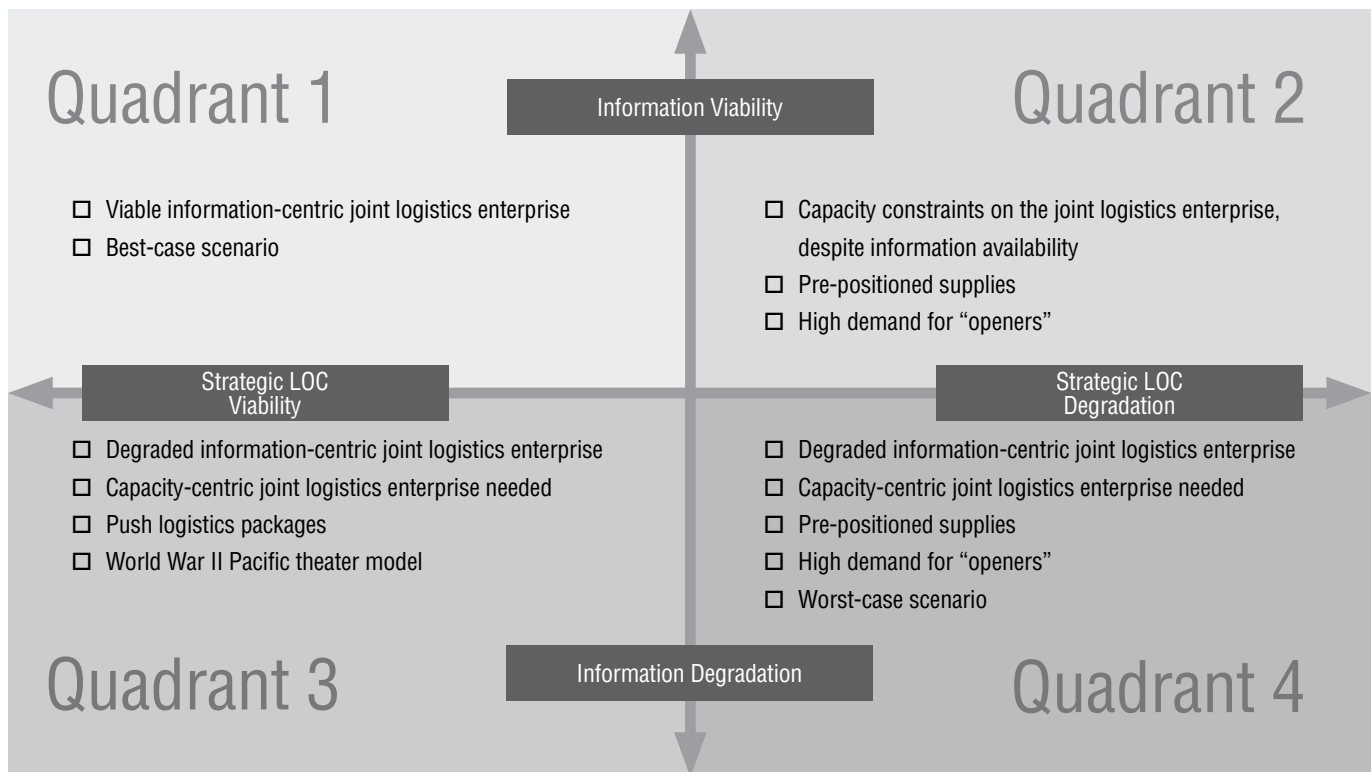 Quadrant 1
Information Viability
Quadrant 2
Viable information-centric joint logistics enterprise
Best-case scenario
Capacity constraints on the joint logistics enterprise,
despite information availability
Pre-positioned supplies
High demand for “openers”
Strategic LOC
Viability
Strategic LOC
Degradation
Degraded information-centric joint logistics enterprise
Capacity-centric joint logistics enterprise needed
Push logistics packages
World War II Pacific theater model
Degraded information-centric joint logistics enterprise
Capacity-centric joint logistics enterprise needed
Pre-positioned supplies
High demand for “openers”
Worst-case scenario
Quadrant 3
Information Degradation
Quadrant 4